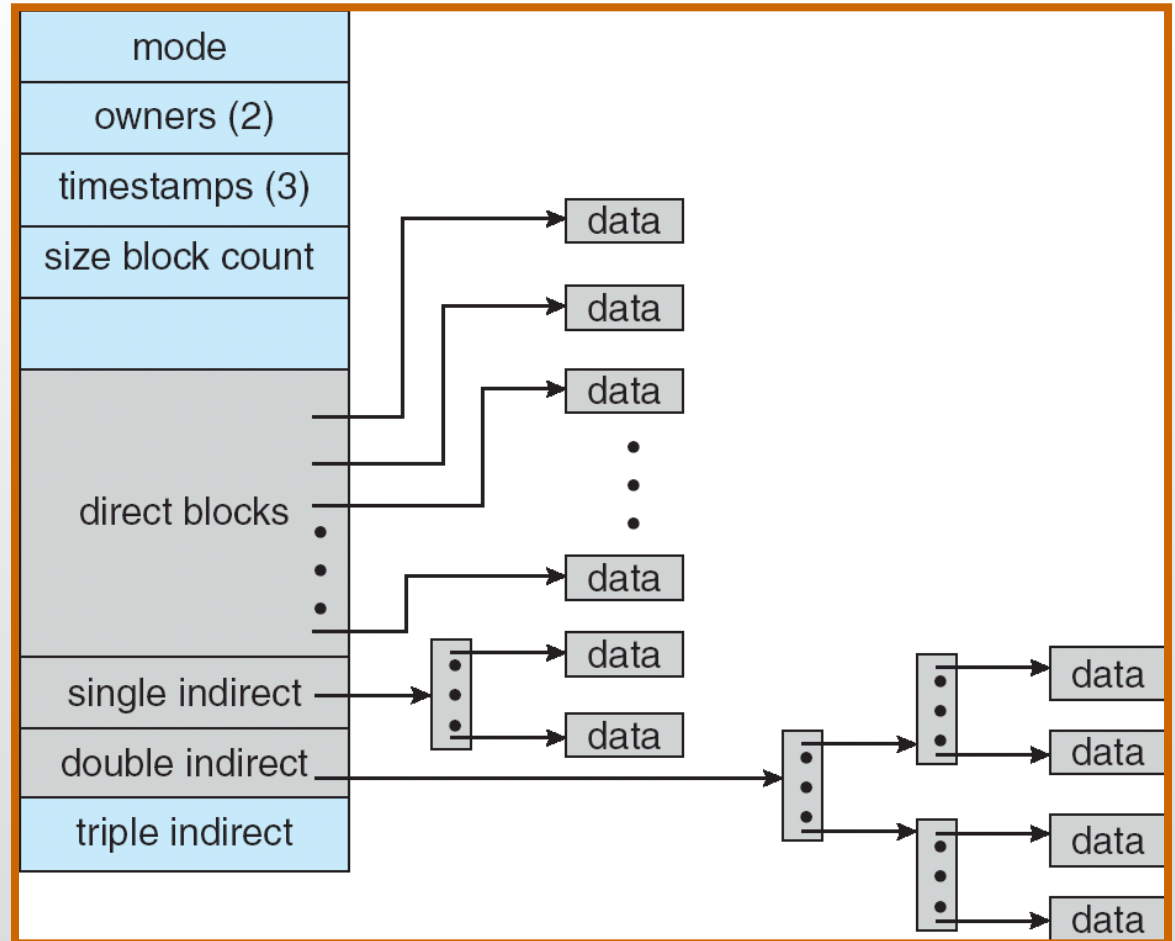 mode
owners (2)
timestamps (3)
size block count
direct blocks
single indirect
double indirect
triple indirect
data
data
data
data
data
data
data
data
data
data